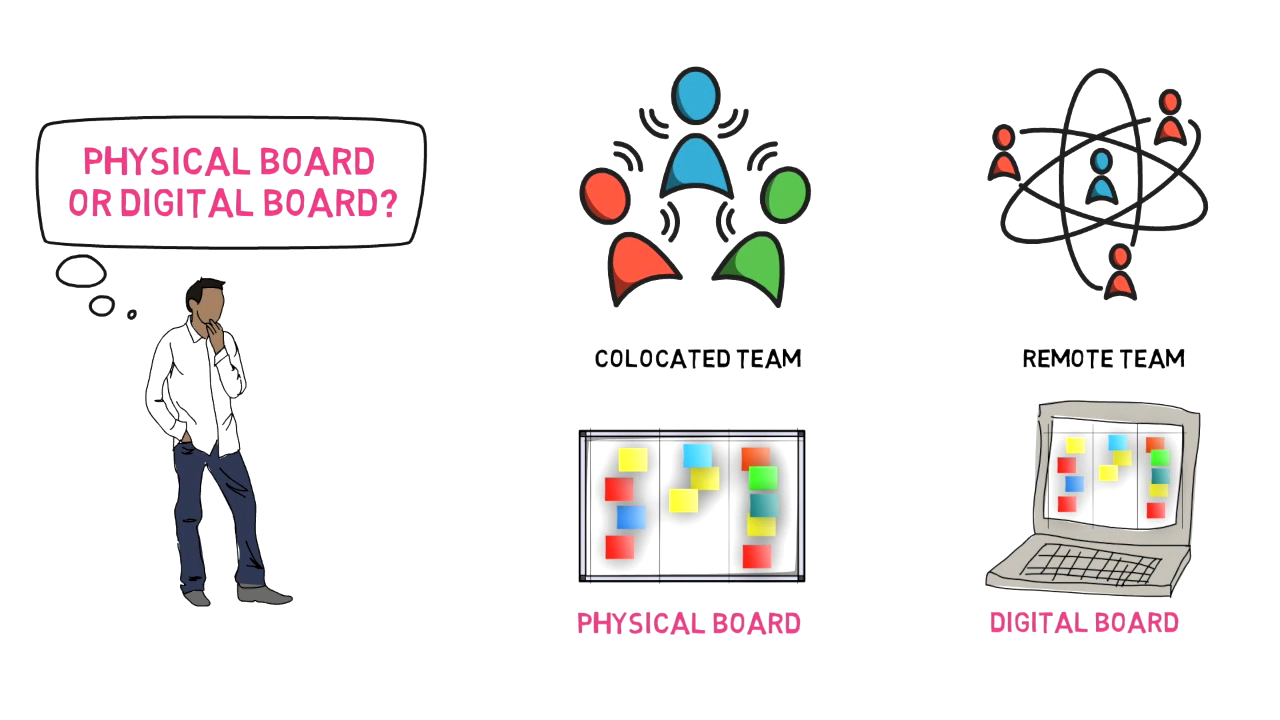 PHYSICAL BOARD
OR DIGITAL BOARD?
COLOCATED TEAM
REMOTE TEAM
PHYSICAL BOARD
DIGITAL BOARD